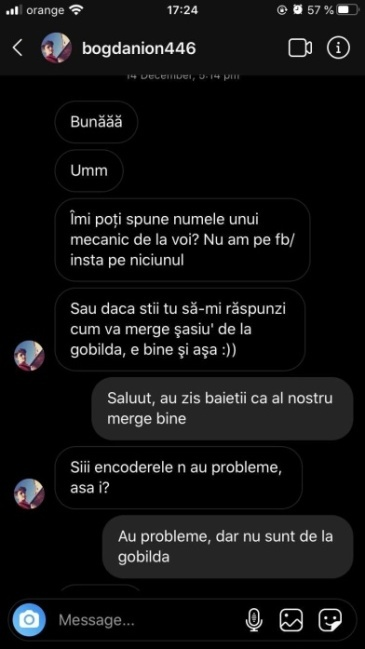 orange 17:24 57 %
bogdanion446
14 December, 5:14 pm
Bunăăă
Umm
Îmi poți spune numele unui
mecanic de la voi? Nu am pe fb/
insta pe niciunul
Sau daca stii tu să-mi răspunzi
cum va merge șasiu' de la
gobilda, e bine și așa :))
Saluut, au zis baietii ca al nostru
merge bine
Siii encoderele n au probleme,
asa i?
Au probleme, dar nu sunt de la
gobilda
Message...